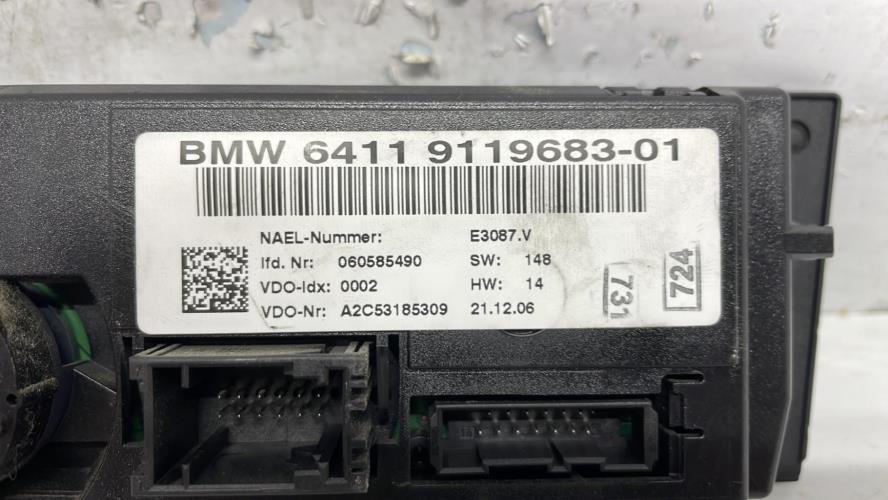 BMW 6411 9119683-01
NAEL-Nummer: E3087.V
lfd. Nr: 060585490 SW: 148
VDO-Idx: 0002 HW: 14
VDO-Nr: A2C53185309 21.12.06
731
724